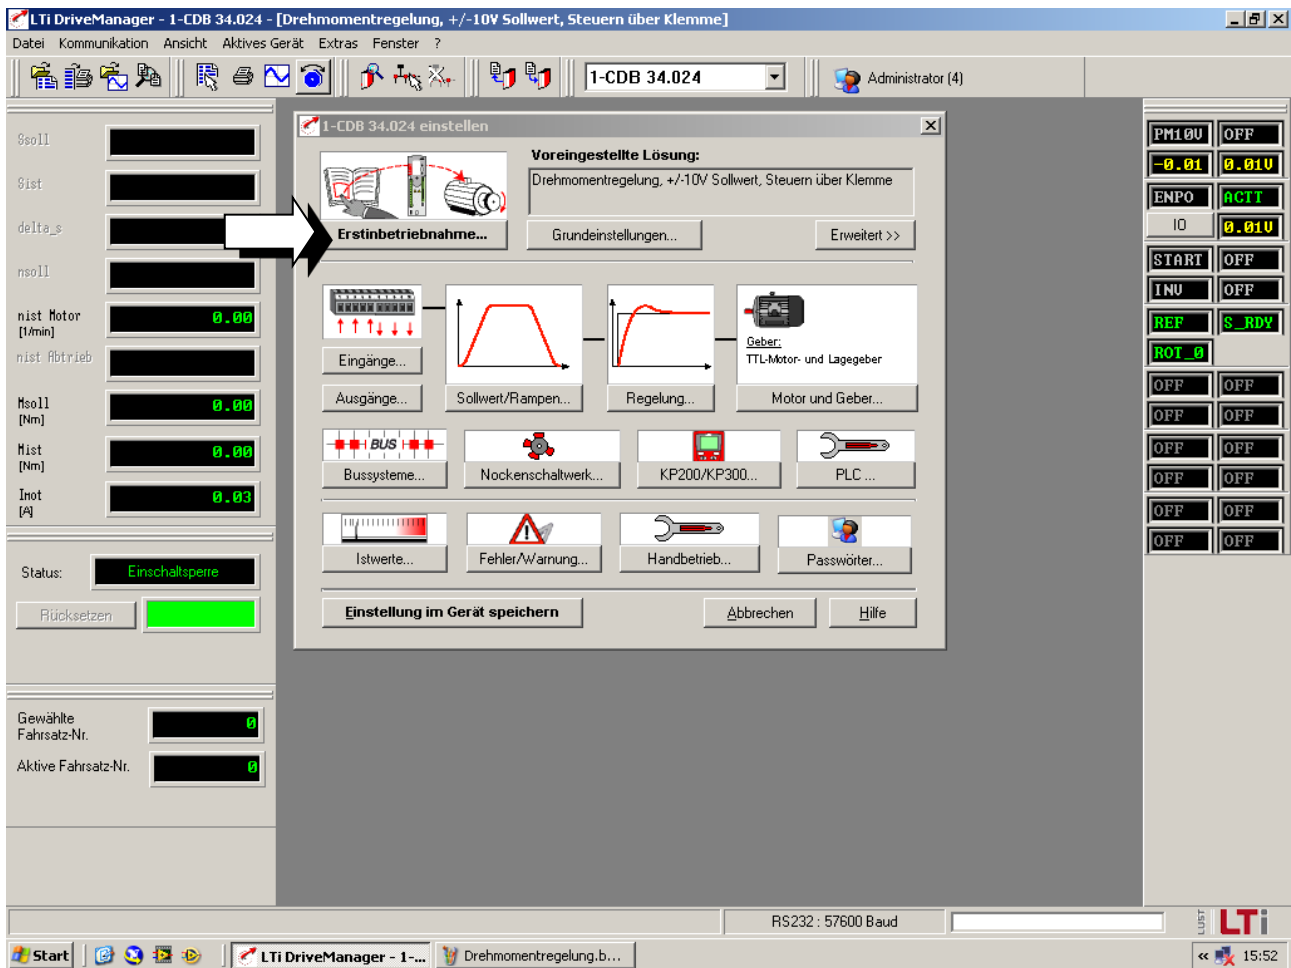 LTi DriveManager - 1-CDB 34.024 - [Drehmomentregelung, +/-10V Sollwert, Steuern über Klemme]
Datei Kommunikation Ansicht Aktives Gerät Extras Fenster ?
1-CDB 34.024
Administrator (4)
Ssoll
Sist
delta_s
nsoll
nist Motor
[1/min]
0.00
nist Abtrieb
Msoll
[Nm]
0.00
Mist
[Nm]
0.00
Imot
[A]
0.03
Status:
Einschaltsperre
Rücksetzen
Gewählte
Fahrsatz-Nr.
0
Aktive Fahrsatz-Nr.
0
1-CDB 34.024 einstellen
Voreingestellte Lösung:
Drehmomentregelung, +/-10V Sollwert, Steuern über Klemme
Erstinbetriebnahme...
Grundeinstellungen...
Erweitert >>
Geber:
TTL-Motor- und Lagegeber
Eingänge...
Ausgänge...
Sollwert/Rampen...
Regelung...
Motor und Geber...
BUS
Bussysteme...
Nockenschaltwerk...
KP200/KP300...
PLC ...
Istwerte...
Fehler/Warnung...
Handbetrieb...
Passwörter...
Einstellung im Gerät speichern
Abbrechen
Hilfe
PM10V OFF
-0.01 0.01V
ENPO ACTT
IO 0.01V
START OFF
INV OFF
REF S_RDY
ROT_0
OFF OFF
OFF OFF
OFF OFF
OFF OFF
OFF OFF
OFF OFF
RS232 : 57600 Baud
LUST LTi
Start
LTi DriveManager - 1-...
Drehmomentregelung.b...
« 15:52